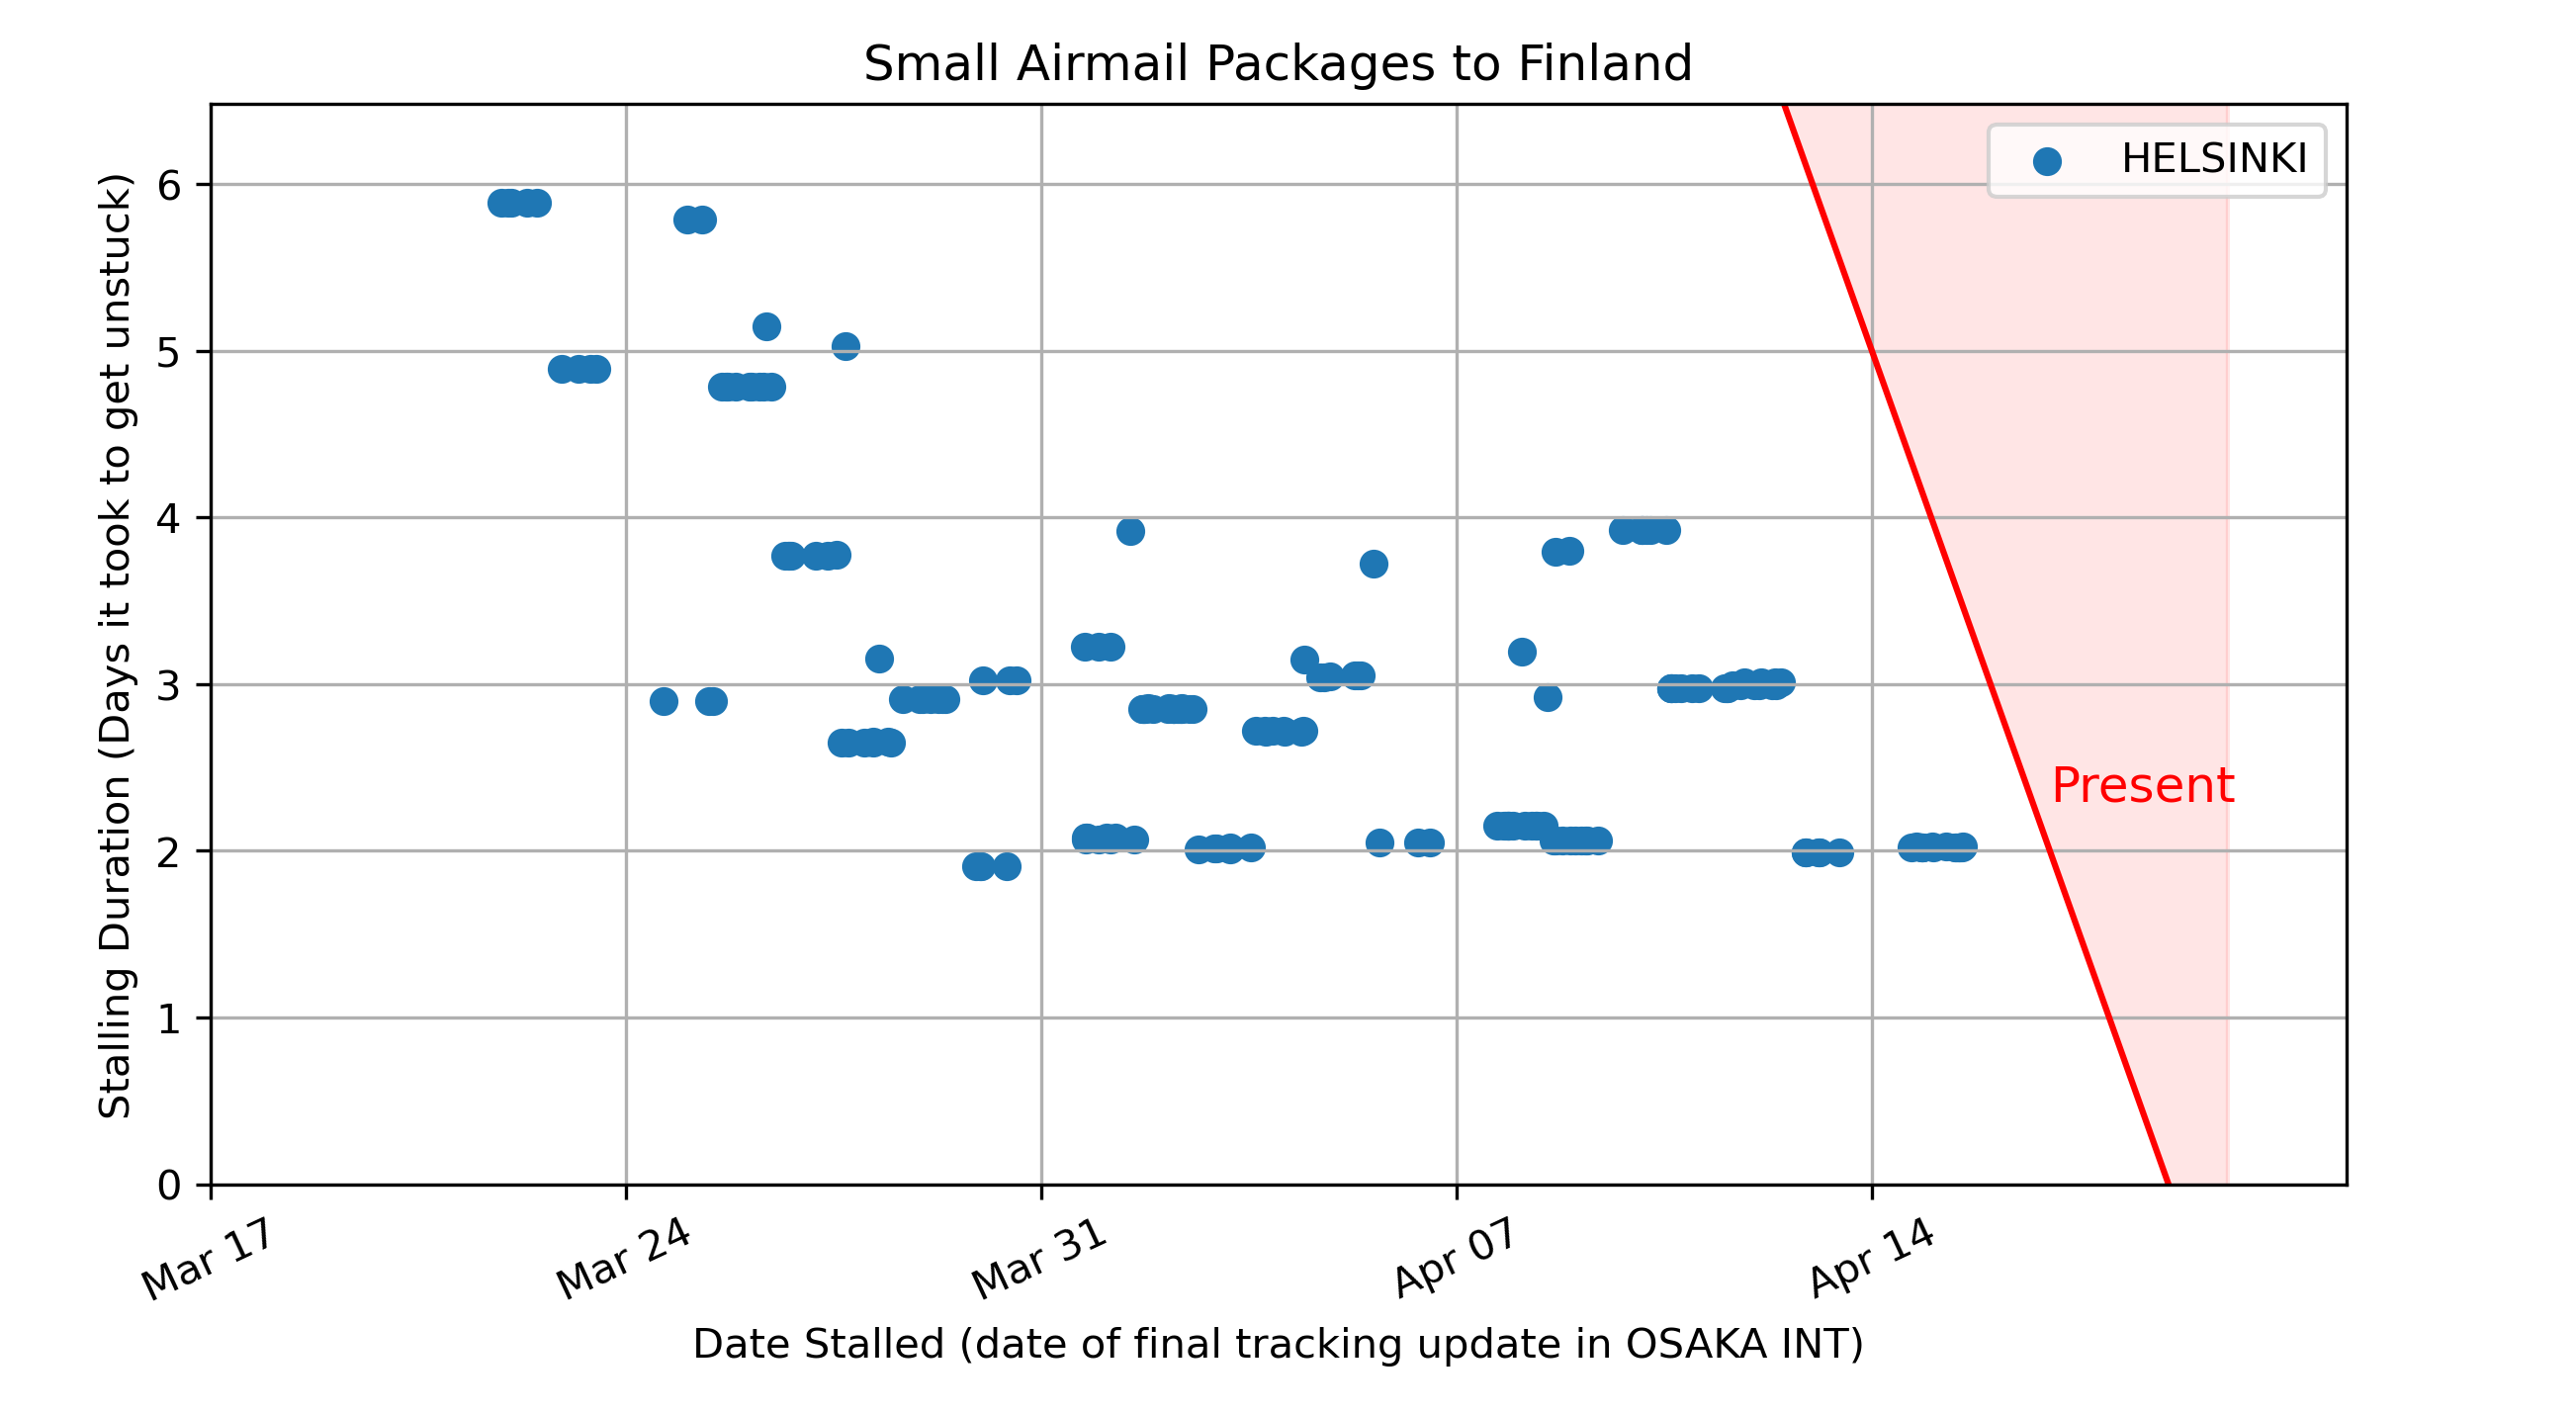 Small Airmail Packages to Finland
HELSINKI
Stalling Duration (Days it took to get unstuck)
6
5
4
3
2
1
0
Present
Mar 17
Mar 24
Mar 31
Apr 07
Apr 14
Date Stalled (date of final tracking update in OSAKA INT)